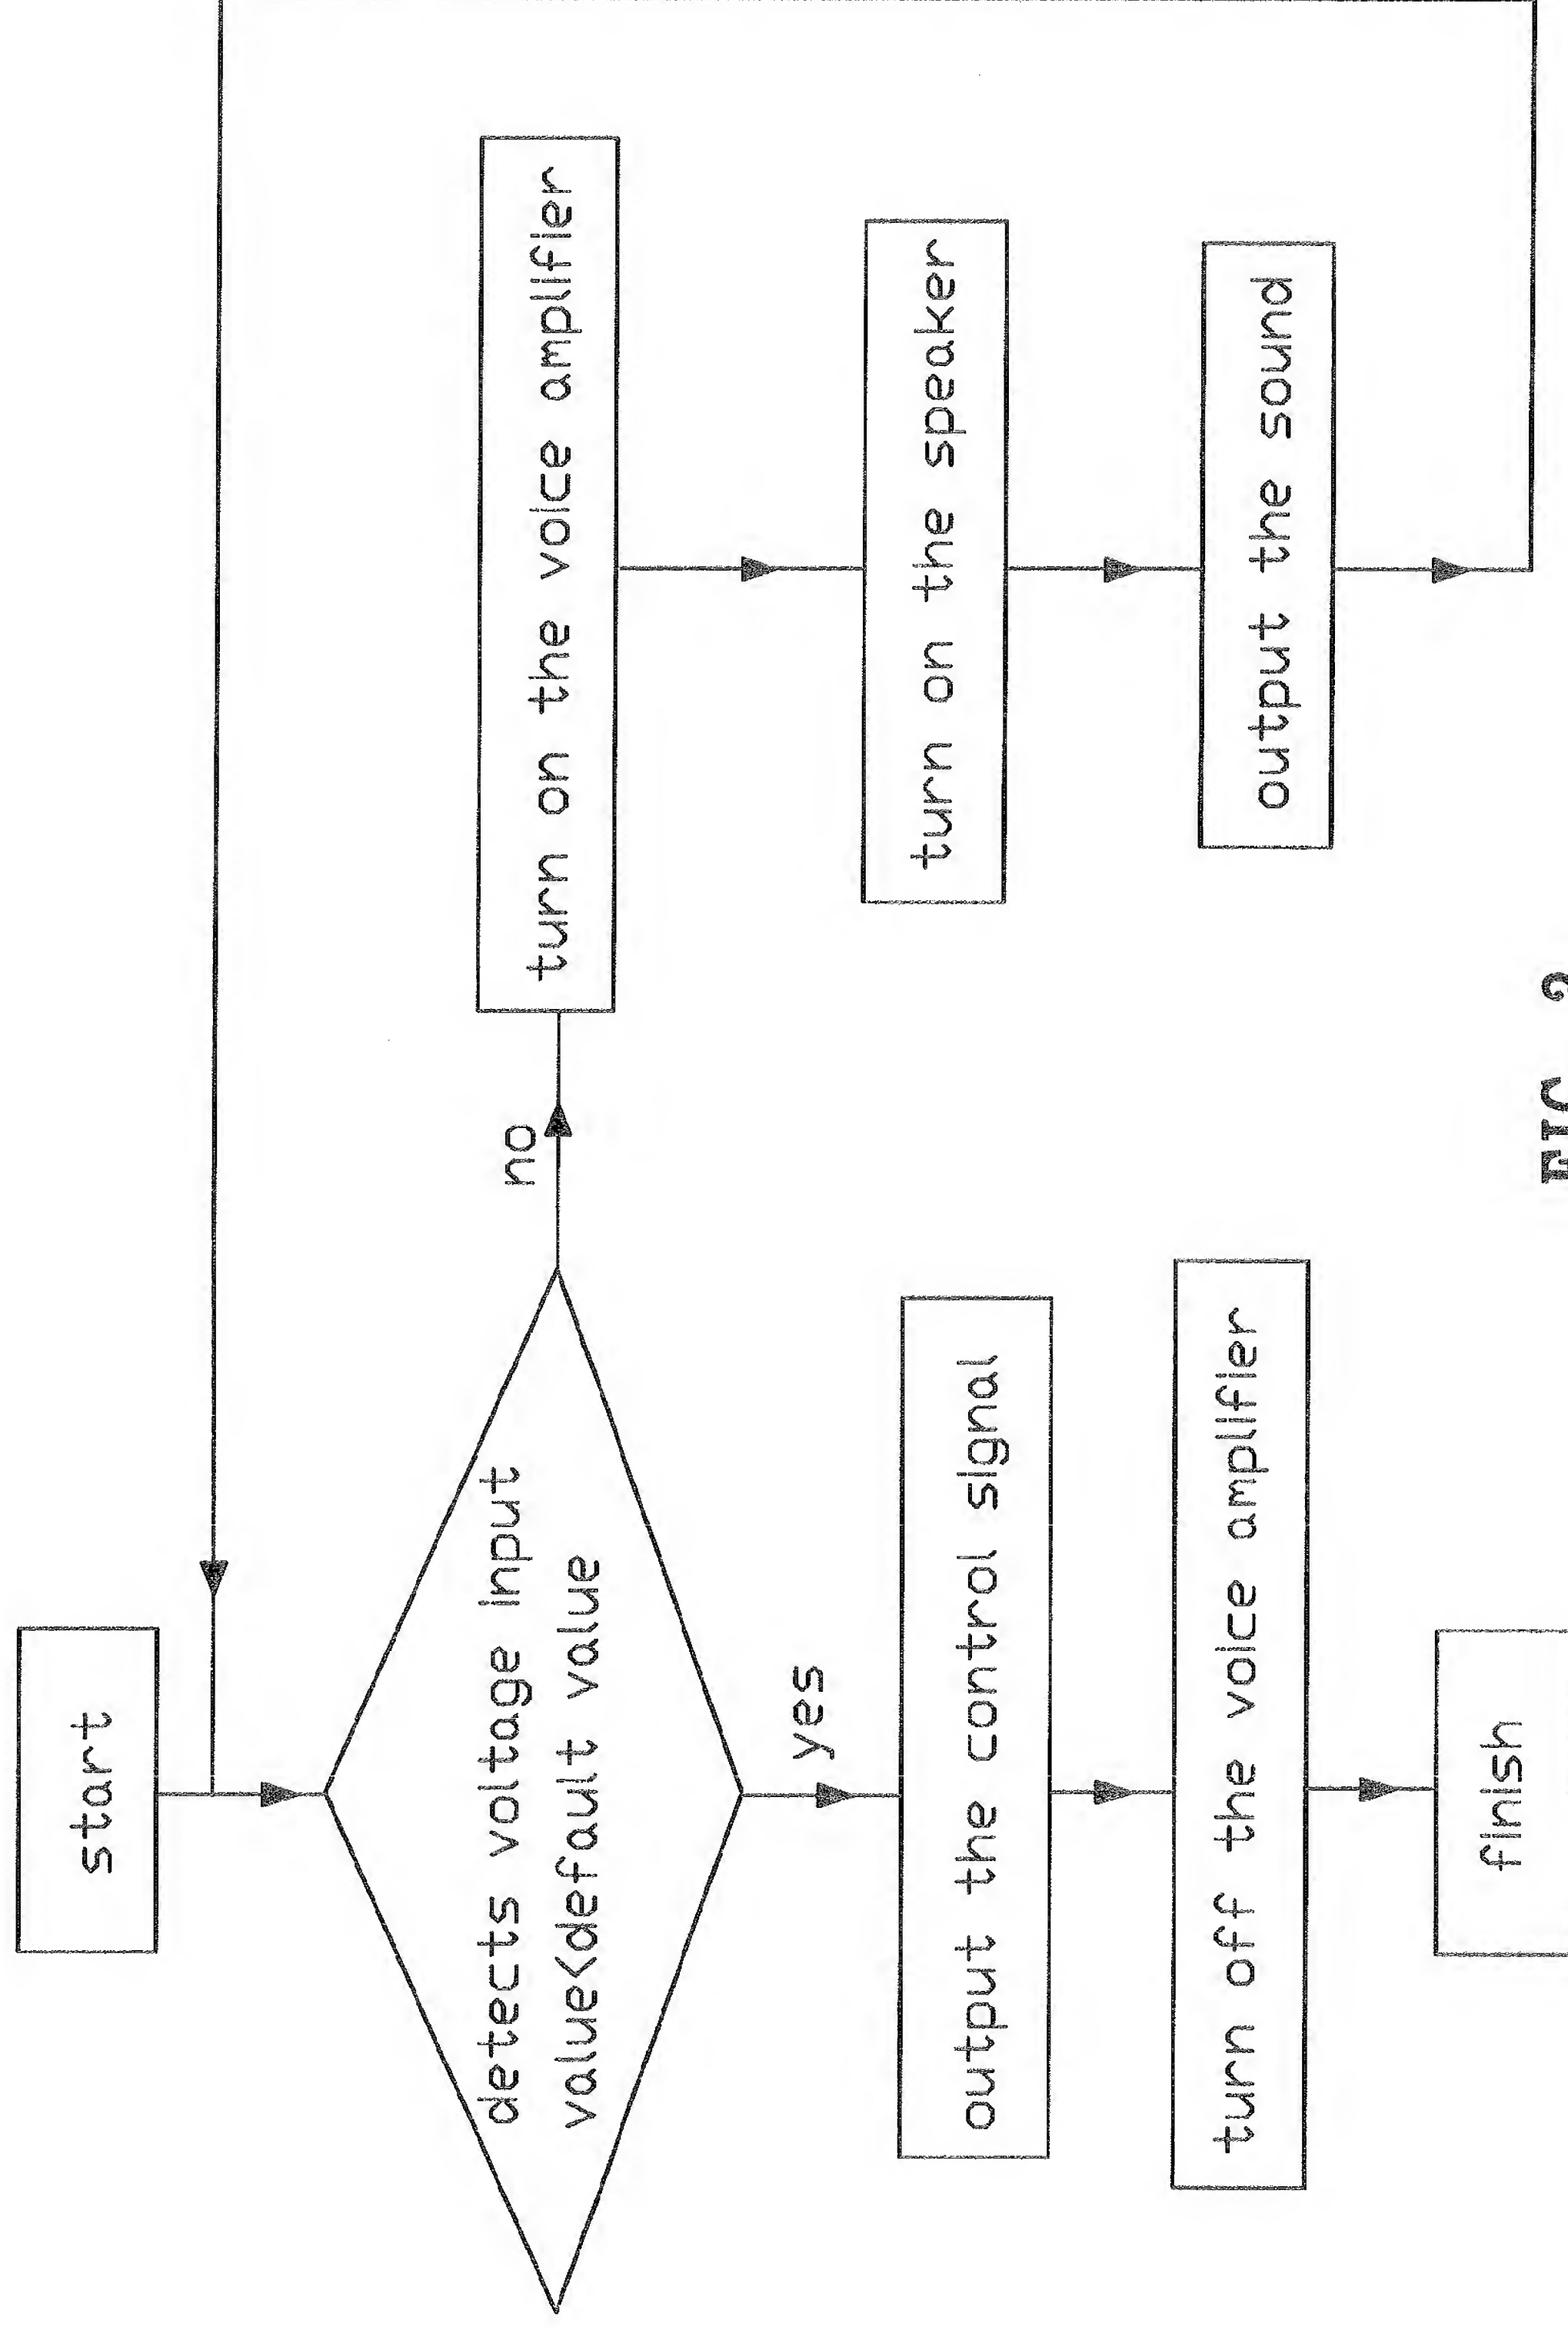 start
detects voltage input
value<default value
no
turn on the voice amplifier
yes
turn on the speaker
output the control signal
output the sound
turn off the voice amplifier
finish